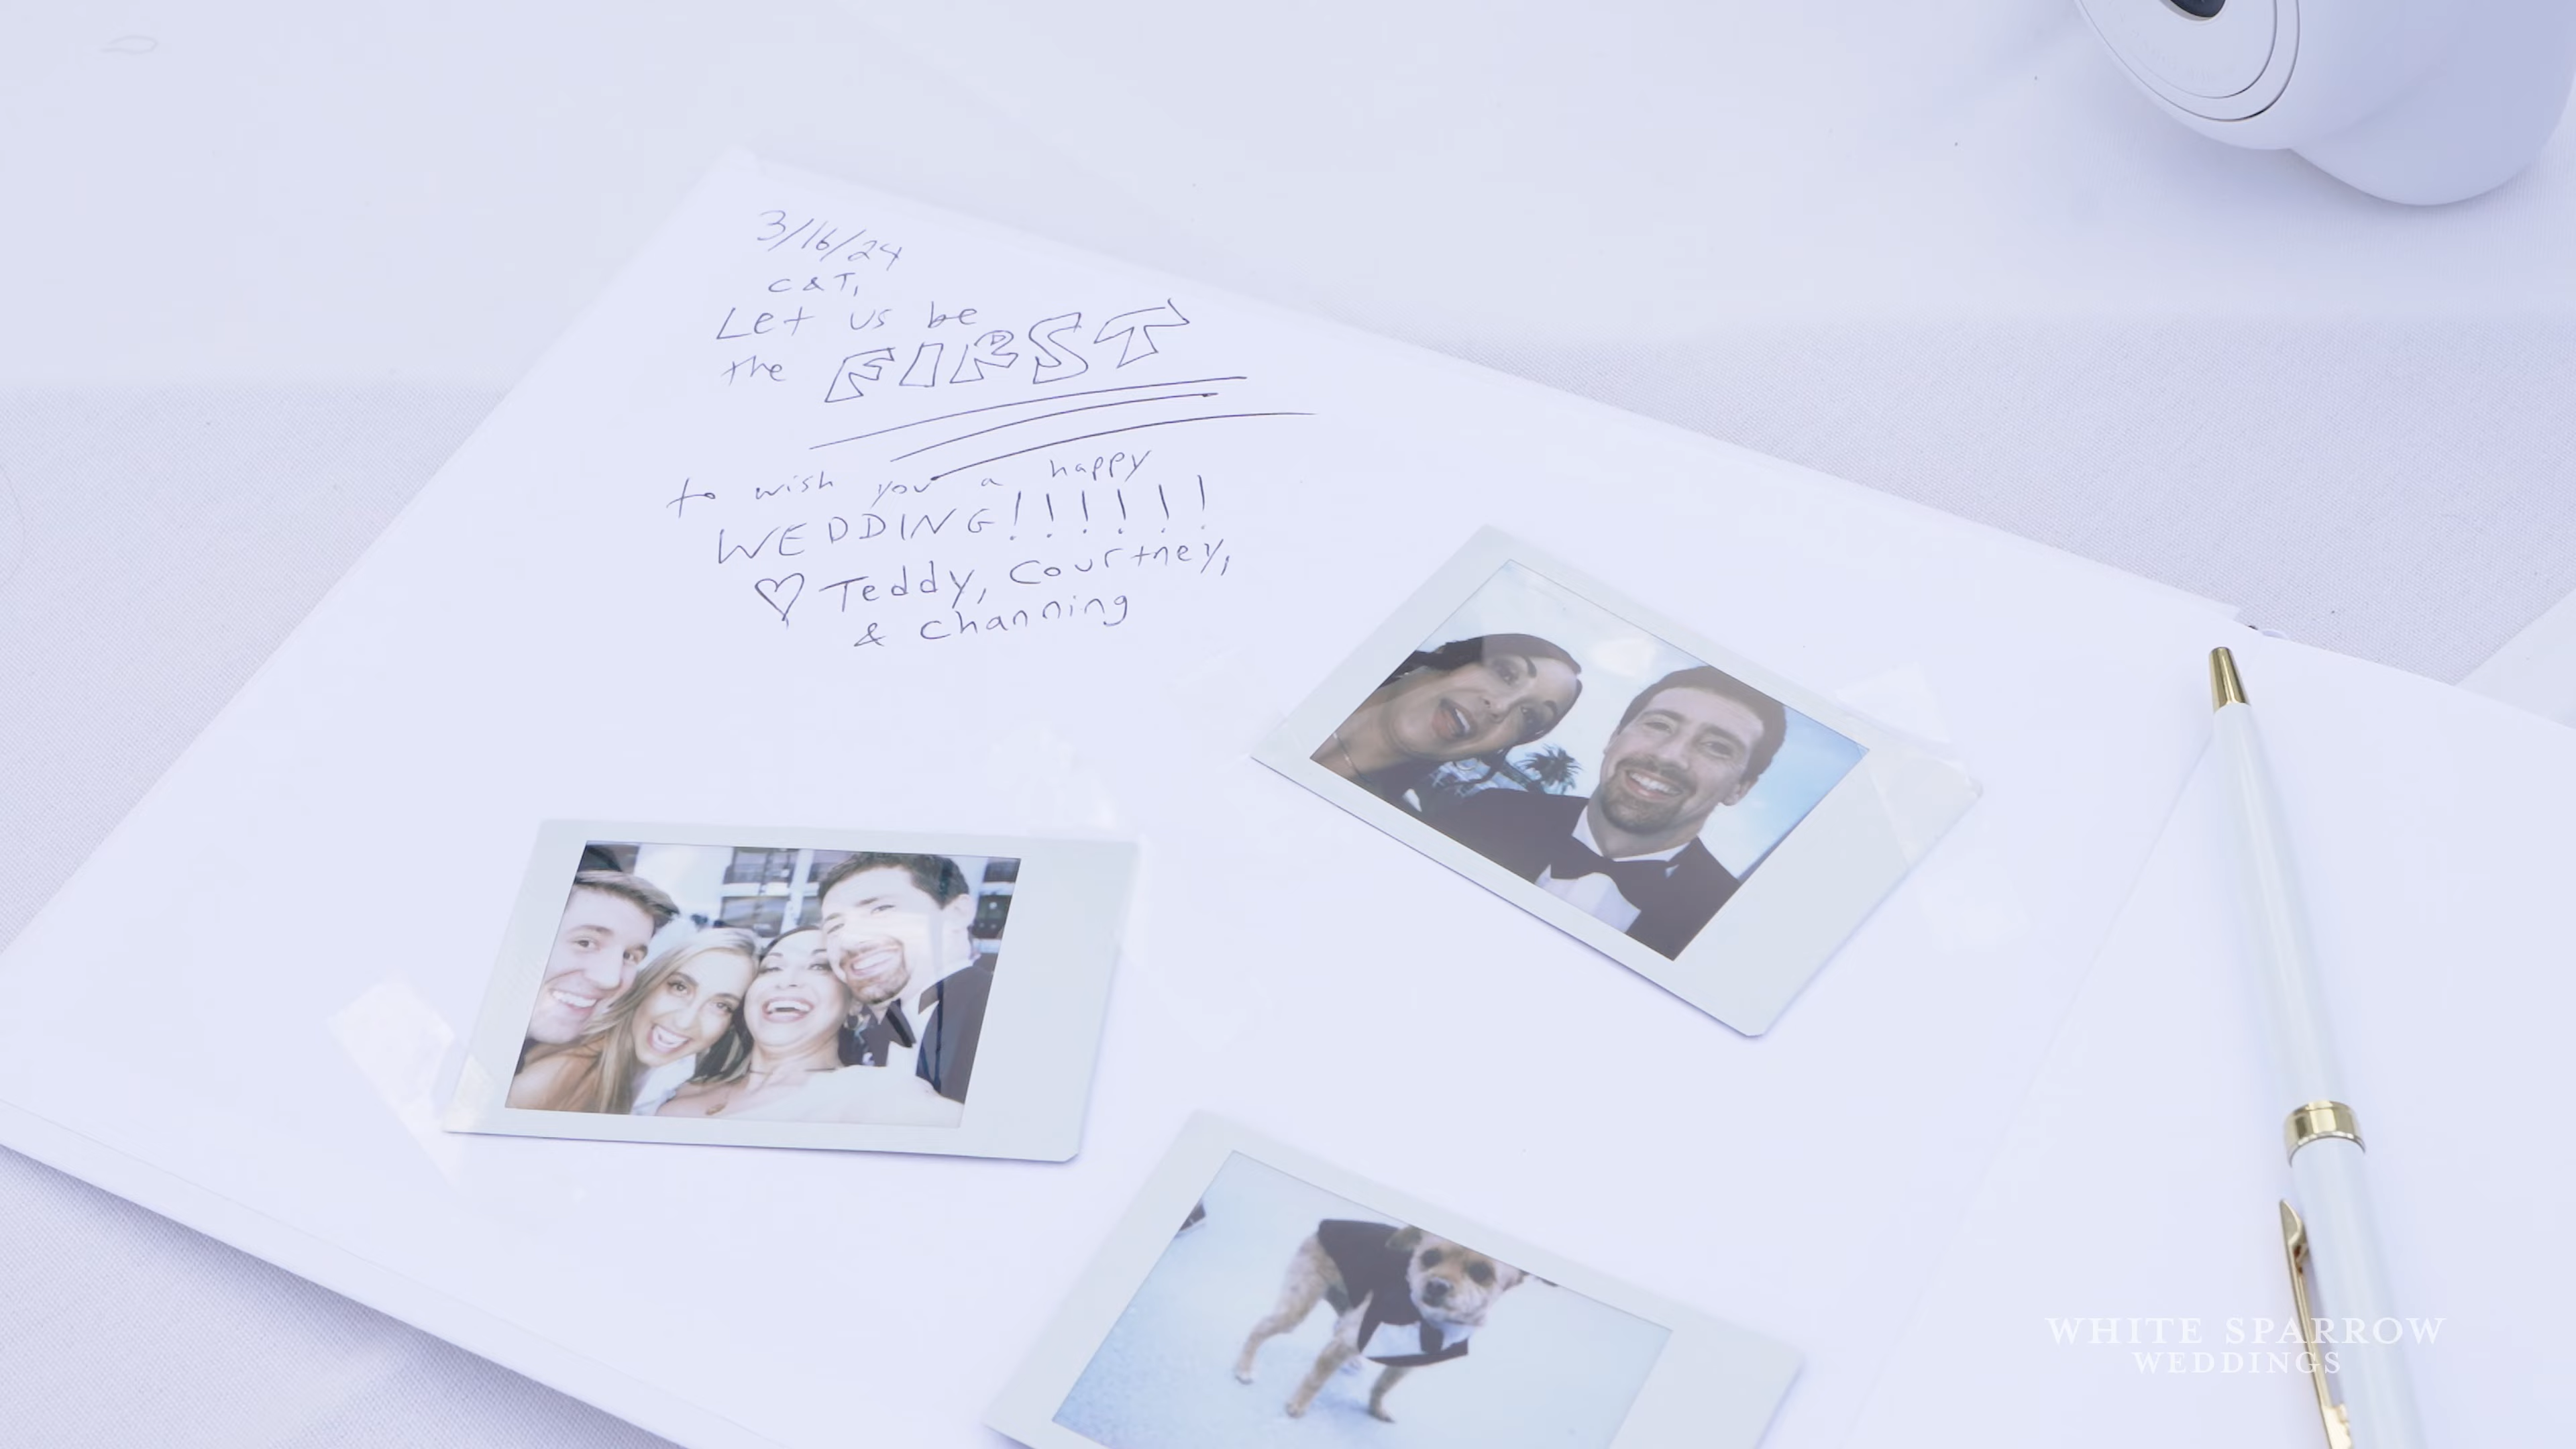 3/16/24
C & T,
Let us be
the FIRST
to wish you a happy
WEDDING!!!!!!
♡ Teddy, Courtney,
& Channing
WHITE SPARROW
WEDDINGS